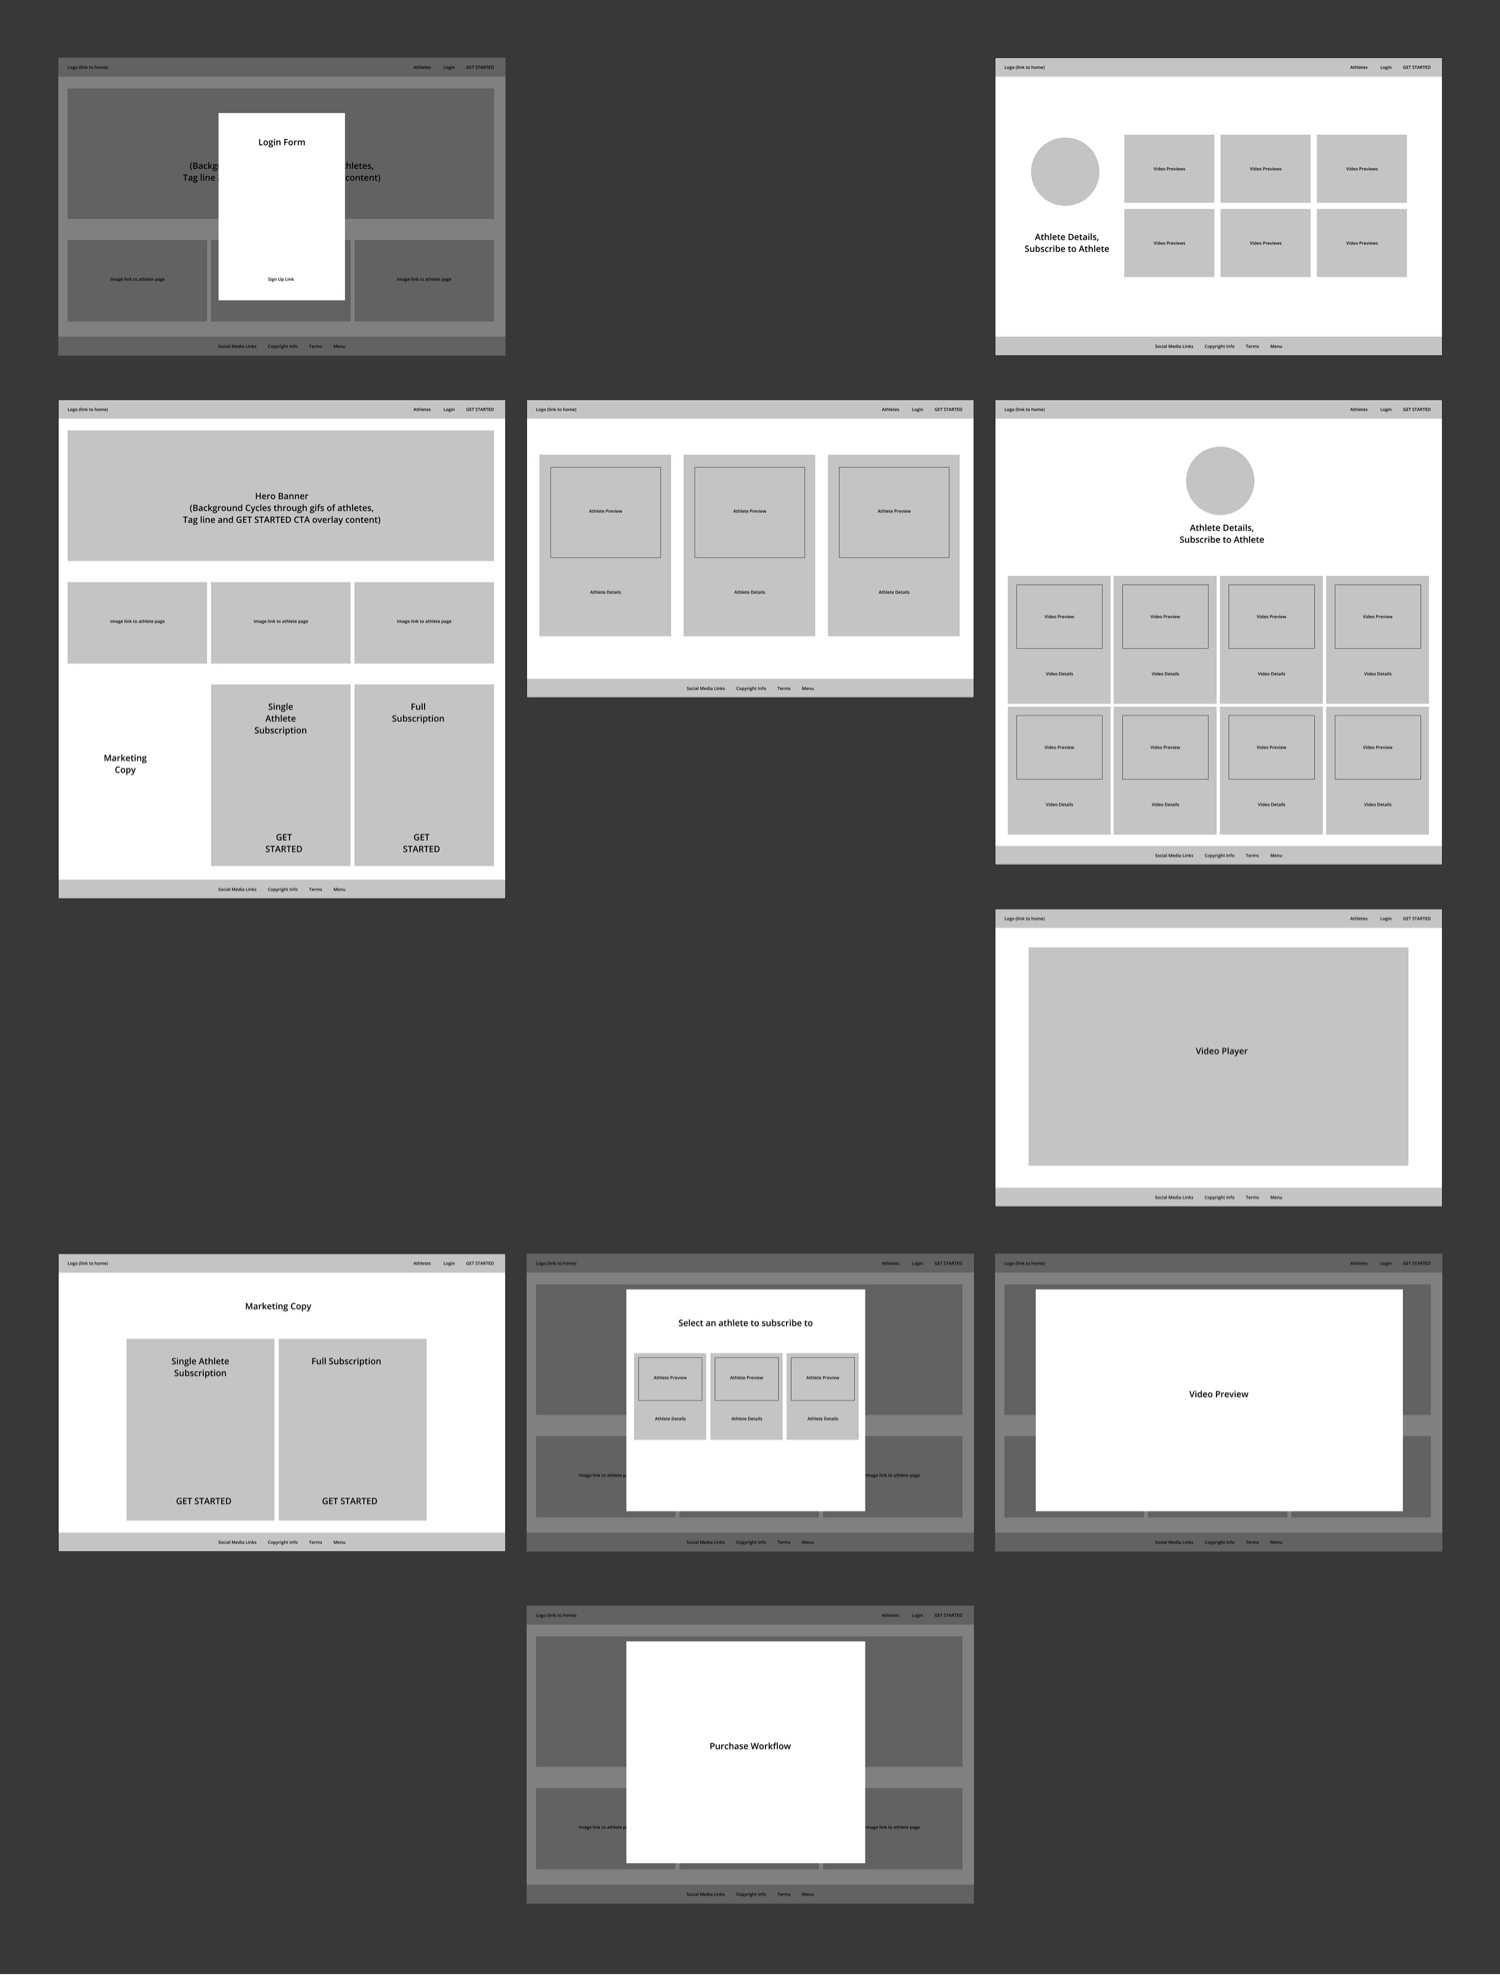 Logo (link to home)
Athletes Login GET STARTED
Login Form
(Backg
hletes,
Tag line
content)
Image link to athlete page
Sign Up Link
Image link to athlete page
Social Media Links Copyright Info Terms Menu
Logo (link to home)
Athletes Login GET STARTED
Video Previews
Video Previews
Video Previews
Athlete Details,
Subscribe to Athlete
Video Previews
Video Previews
Video Previews
Social Media Links Copyright Info Terms Menu
Logo (link to home)
Athletes Login GET STARTED
Hero Banner
(Background Cycles through gifs of athletes,
Tag line and GET STARTED CTA overlay content)
Image link to athlete page
Image link to athlete page
Image link to athlete page
Marketing
Copy
Single
Athlete
Subscription
GET
STARTED
Full
Subscription
GET
STARTED
Social Media Links Copyright Info Terms Menu
Logo (link to home)
Athletes Login GET STARTED
Athlete Preview
Athlete Preview
Athlete Preview
Athlete Details
Athlete Details
Athlete Details
Social Media Links Copyright Info Terms Menu
Logo (link to home)
Athletes Login GET STARTED
Athlete Details,
Subscribe to Athlete
Video Preview
Video Preview
Video Preview
Video Preview
Video Details
Video Details
Video Details
Video Details
Video Preview
Video Preview
Video Preview
Video Preview
Video Details
Video Details
Video Details
Video Details
Social Media Links Copyright Info Terms Menu
Logo (link to home)
Athletes Login GET STARTED
Video Player
Social Media Links Copyright Info Terms Menu
Logo (link to home)
Athletes Login GET STARTED
Marketing Copy
Single Athlete
Subscription
GET STARTED
Full Subscription
GET STARTED
Social Media Links Copyright Info Terms Menu
Logo (link to home)
Athletes Login GET STARTED
Select an athlete to subscribe to
Athlete Preview
Athlete Preview
Athlete Preview
Athlete Details
Athlete Details
Athlete Details
Image link to athlete p
mage link to athlete page
Social Media Links Copyright Info Terms Menu
Logo (link to home)
Athletes Login GET STARTED
Video Preview
Social Media Links Copyright Info Terms Menu
Logo (link to home)
Athletes Login GET STARTED
Purchase Workflow
Image link to athlete p
mage link to athlete page
Social Media Links Copyright Info Terms Menu